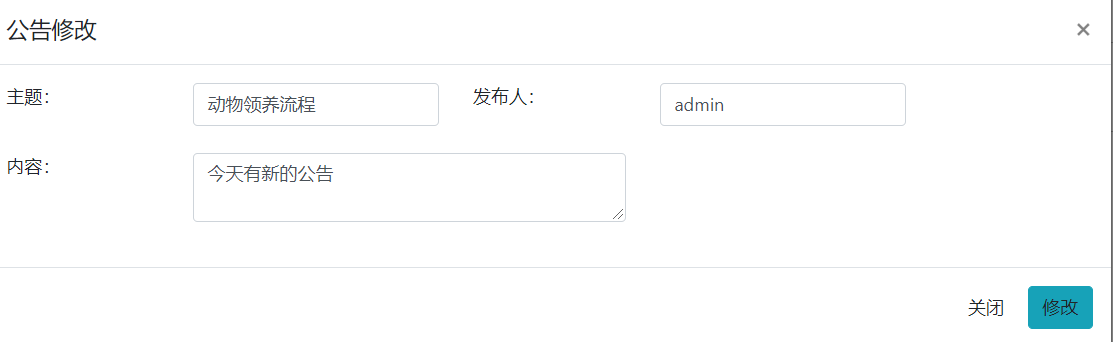 公告修改 ×
主题： 动物领养流程 发布人： admin
内容： 今天有新的公告
关闭 修改